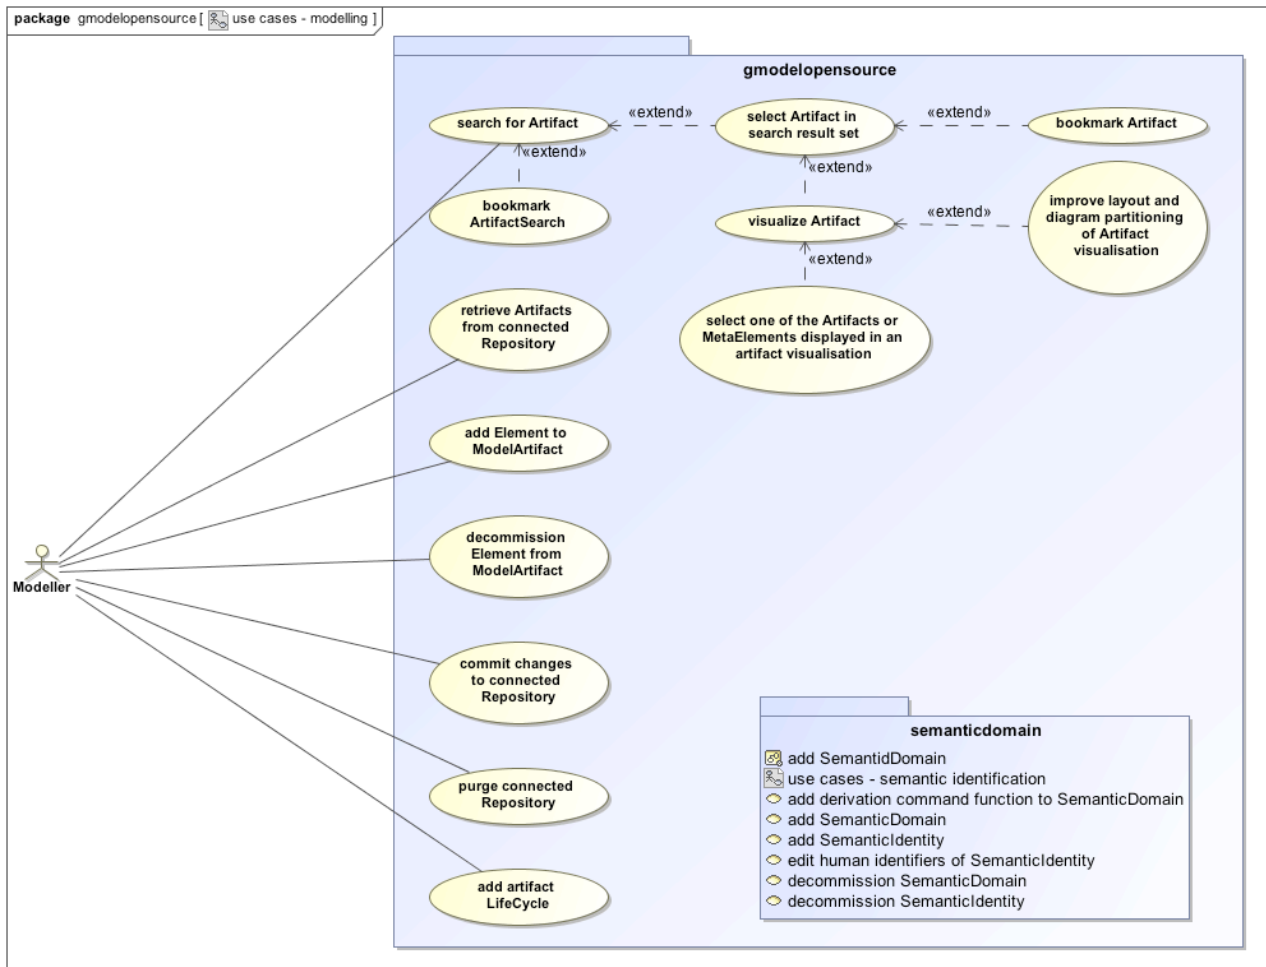 package gmodelopensource [ use cases - modelling ]
gmodelopensource
search for Artifact
«extend»
select Artifact in
search result set
«extend»
bookmark Artifact
«extend»
bookmark
ArtifactSearch
«extend»
visualize Artifact
«extend»
improve layout and
diagram partitioning
of Artifact
visualisation
«extend»
select one of the Artifacts or
MetaElements displayed in an
artifact visualisation
retrieve Artifacts
from connected
Repository
add Element to
ModelArtifact
decommission
Element from
ModelArtifact
Modeller
commit changes
to connected
Repository
purge connected
Repository
add artifact
LifeCycle
semanticdomain
add SemantidDomain
use cases - semantic identification
add derivation command function to SemanticDomain
add SemanticDomain
add SemanticIdentity
edit human identifiers of SemanticIdentity
decommission SemanticDomain
decommission SemanticIdentity